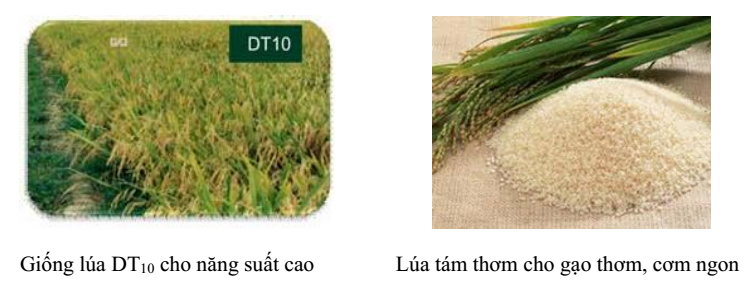 DT10
Giống lúa DT₁₀ cho năng suất cao
Lúa tám thơm cho gạo thơm, cơm ngon